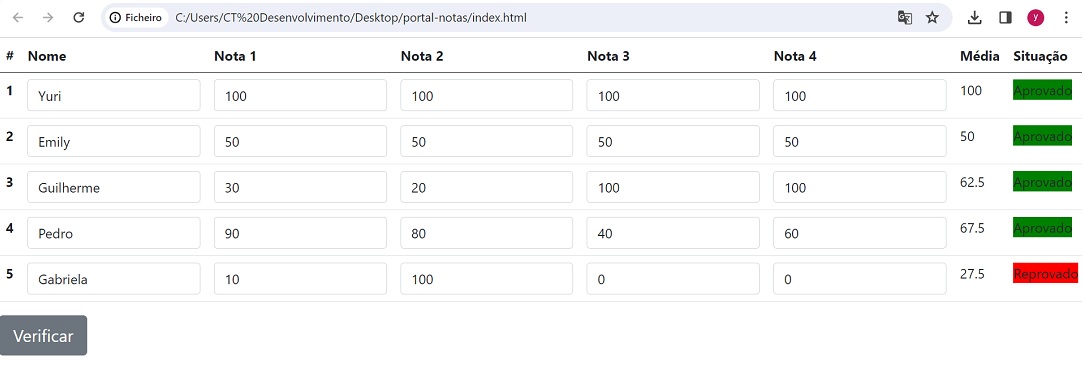 Ficheiro C:/Users/CT%20Desenvolvimento/Desktop/portal-notas/index.html y
# Nome Nota 1 Nota 2 Nota 3 Nota 4 Média Situação
1 Yuri 100 100 100 100 100 Aprovado
2 Emily 50 50 50 50 50 Aprovado
3 Guilherme 30 20 100 100 62.5 Aprovado
4 Pedro 90 80 40 60 67.5 Aprovado
5 Gabriela 10 100 0 0 27.5 Reprovado
Verificar